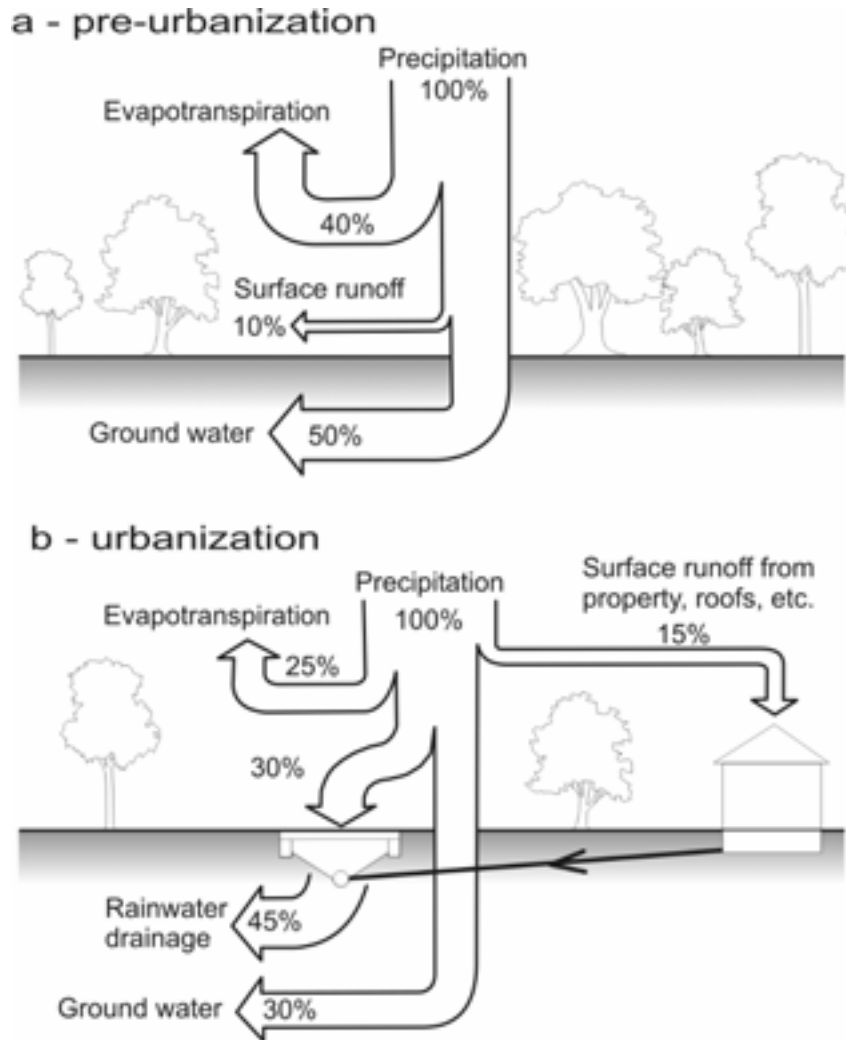 a - pre-urbanization
Precipitation
100%
Evapotranspiration
40%
Surface runoff
10%
Ground water
50%
b - urbanization
Precipitation
100%
Surface runoff from
property, roofs, etc.
15%
Evapotranspiration
25%
30%
Rainwater
drainage
45%
Ground water
30%